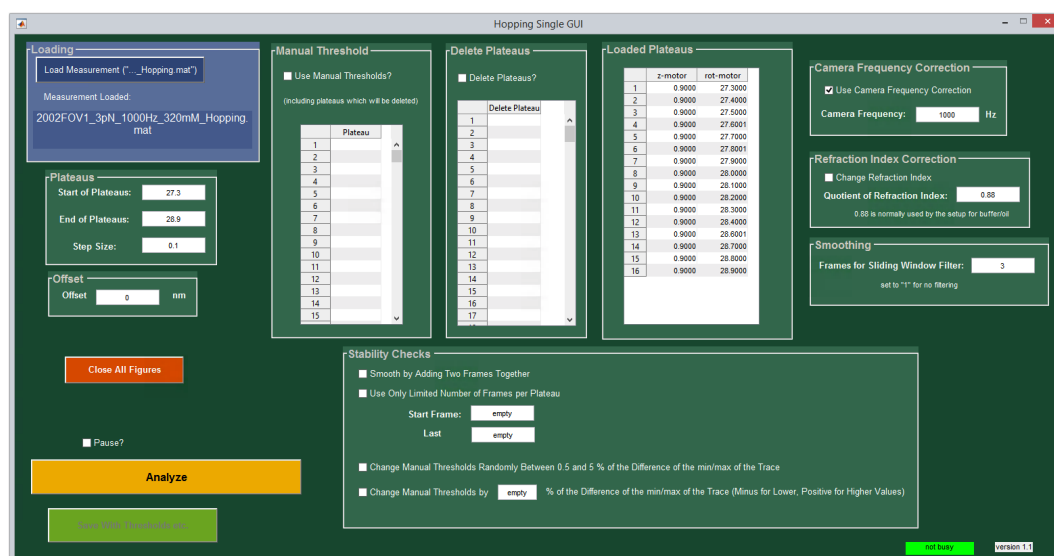 Hopping Single GUI
Loading
Load Measurement ("..._Hopping.mat")
Measurement Loaded:
2002FOV1_3pN_1000Hz_320mM_Hopping.
mat
Plateaus
Start of Plateaus: 27.3
End of Plateaus: 28.9
Step Size: 0.1
Offset
Offset 0 nm
Close All Figures
Pause?
Analyze
Manual Threshold
Use Manual Thresholds?
(including plateaus which will be deleted)
Plateau
1
2
3
4
5
6
7
8
9
10
11
12
13
14
15
Delete Plateaus
Delete Plateaus?
Delete Plateau
1
2
3
4
5
6
7
8
9
10
11
12
13
14
15
16
17
Loaded Plateaus
z-motor rot-motor
1 0.9000 27.3000
2 0.9000 27.4000
3 0.9000 27.5000
4 0.9000 27.6001
5 0.9000 27.7000
6 0.9000 27.8001
7 0.9000 27.9000
8 0.9000 28.0000
9 0.9000 28.1000
10 0.9000 28.2000
11 0.9000 28.3000
12 0.9000 28.4000
13 0.9000 28.6001
14 0.9000 28.7000
15 0.9000 28.8000
16 0.9000 28.9000
Camera Frequency Correction
Use Camera Frequency Correction
Camera Frequency: 1000 Hz
Refraction Index Correction
Change Refraction Index
Quotient of Refraction Index: 0.88
0.88 is normally used by the setup for buffer/oil
Smoothing
Frames for Sliding Window Filter: 3
set to "1" for no filtering
Stability Checks
Smooth by Adding Two Frames Together
Use Only Limited Number of Frames per Plateau
Start Frame: empty
Last empty
Change Manual Thresholds Randomly Between 0.5 and 5 % of the Difference of the min/max of the Trace
Change Manual Thresholds by empty % of the Difference of the min/max of the Trace (Minus for Lower, Positive for Higher Values)
Save With Thresholds
not busy
version 1.1